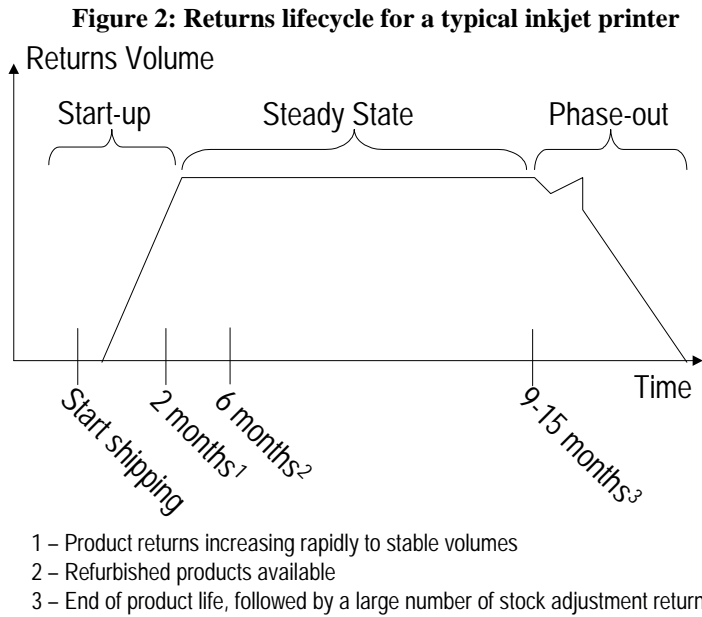 Figure 2: Returns lifecycle for a typical inkjet printer
Returns Volume
Start-up
Steady State
Phase-out
Time
Start shipping
2 months1
6 months2
9-15 months3
1 – Product returns increasing rapidly to stable volumes
2 – Refurbished products available
3 – End of product life, followed by a large number of stock adjustment return